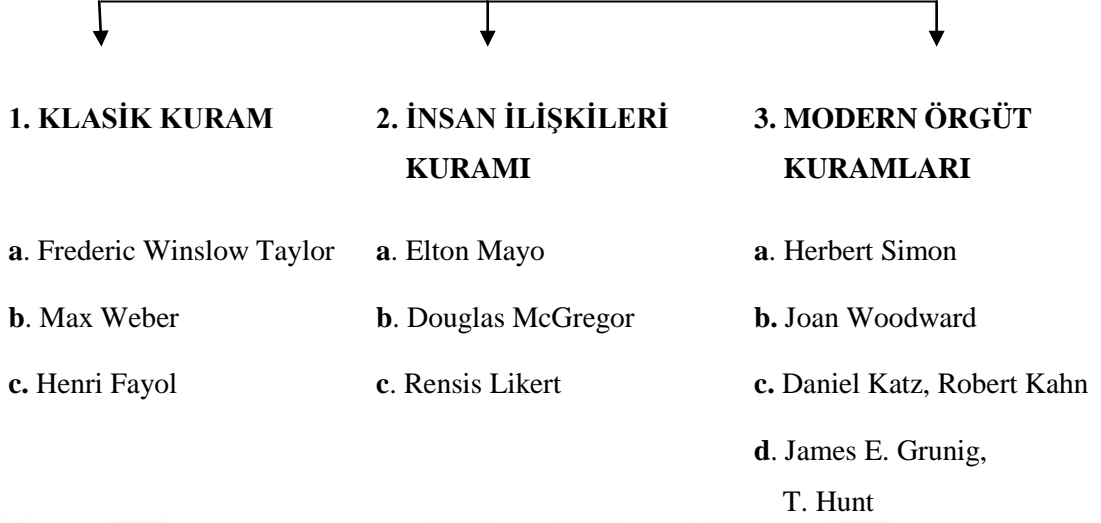 1. KLASİK KURAM
a. Frederic Winslow Taylor
b. Max Weber
c. Henri Fayol
2. İNSAN İLİŞKİLERİ
KURAMI
a. Elton Mayo
b. Douglas McGregor
c. Rensis Likert
3. MODERN ÖRGÜT
KURAMLARI
a. Herbert Simon
b. Joan Woodward
c. Daniel Katz, Robert Kahn
d. James E. Grunig,
T. Hunt